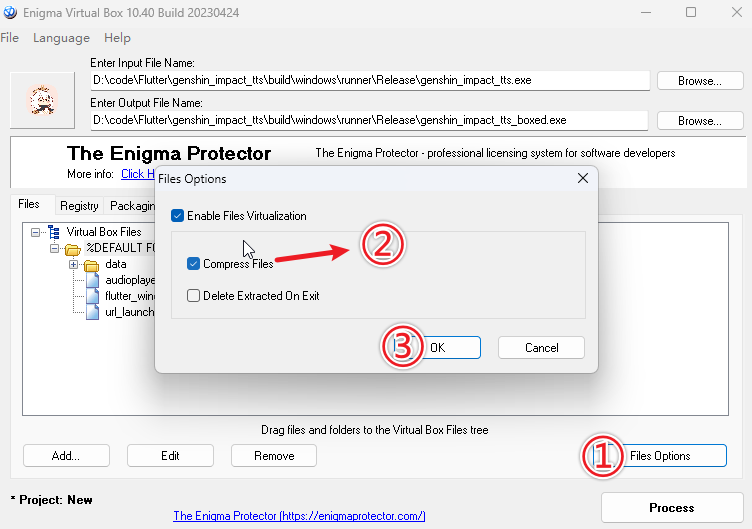 Enigma Virtual Box 10.40 Build 20230424
File Language Help
Enter Input File Name:
D:\code\Flutter\genshin_impact_tts\build\windows\runner\Release\genshin_impact_tts.exe
Browse...
Enter Output File Name:
D:\code\Flutter\genshin_impact_tts\build\windows\runner\Release\genshin_impact_tts_boxed.exe
Browse...
The Enigma Protector
The Enigma Protector - professional licensing system for software developers
More info: Click H
Files Options
Files Registry Packagin
Enable Files Virtualization
Virtual Box Files
%DEFAULT FO
②
data
Compress Files
audioplaye
flutter_win
Delete Extracted On Exit
url_launch
③ OK
Cancel
Drag files and folders to the Virtual Box Files tree
Add...
Edit
Remove
① Files Options
* Project: New
Process
The Enigma Protector (https://enigmaprotector.com/)